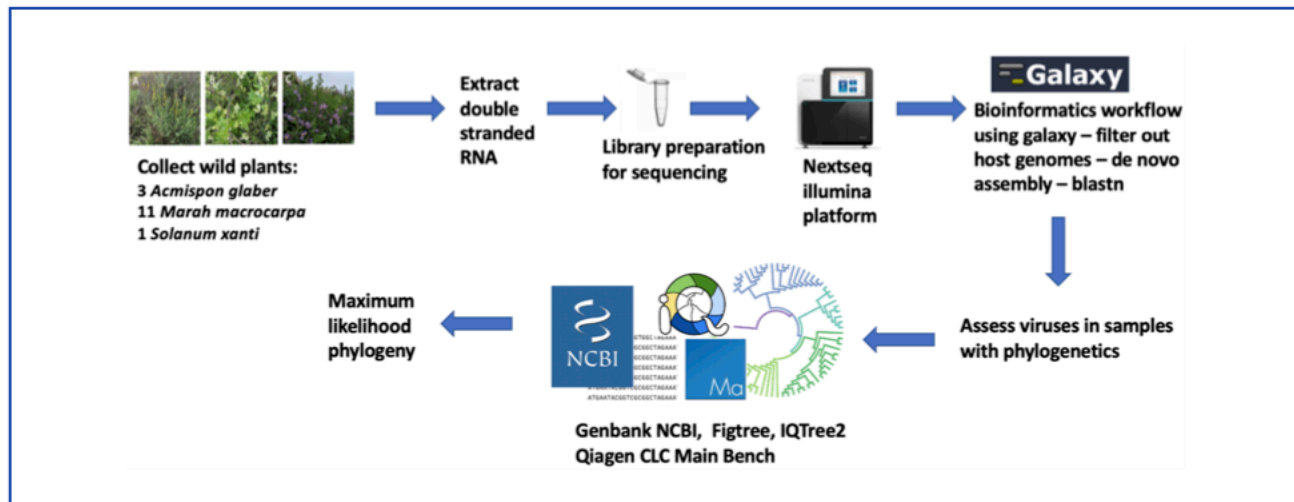 Collect wild plants:
3 Acmispon glaber
11 Marah macrocarpa
1 Solanum xanti
Extract
double
stranded
RNA
Library preparation
for sequencing
Nextseq
illumina
platform
Galaxy
Bioinformatics workflow
using galaxy – filter out
host genomes – de novo
assembly – blastn
Assess viruses in samples
with phylogenetics
NCBI
Ma
ATGAATACGGTCGCGGCTAGAAA
Genbank NCBI, Figtree, IQTree2
Qiagen CLC Main Bench
Maximum
likelihood
phylogeny